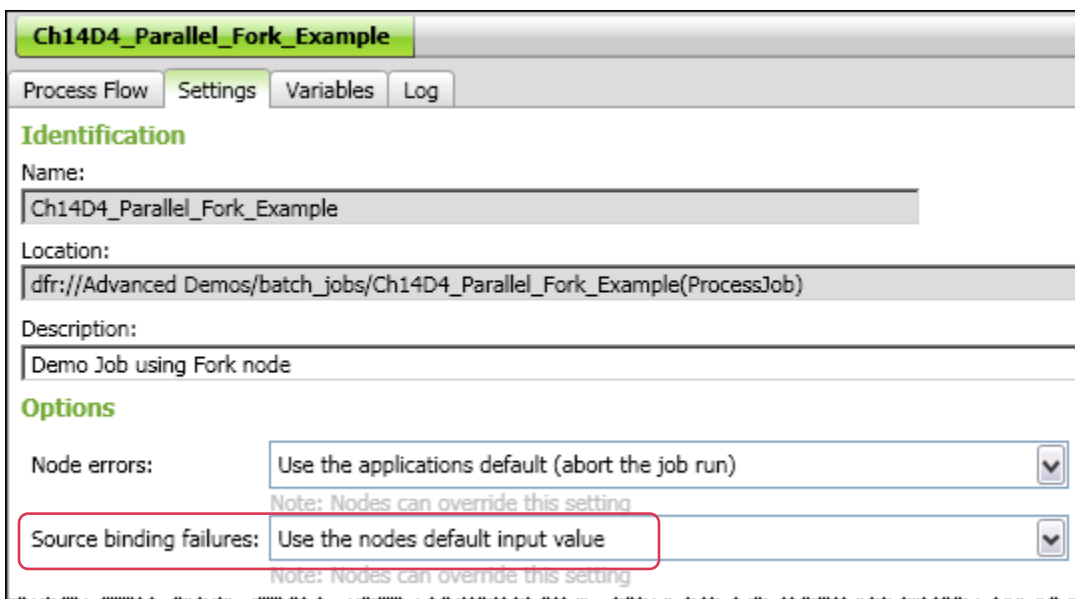 Ch14D4_Parallel_Fork_Example
Process Flow Settings Variables Log
Identification
Name:
Ch14D4_Parallel_Fork_Example
Location:
dfr://Advanced Demos/batch_jobs/Ch14D4_Parallel_Fork_Example(ProcessJob)
Description:
Demo Job using Fork node
Options
Node errors: Use the applications default (abort the job run)
Note: Nodes can override this setting
Source binding failures: Use the nodes default input value
Note: Nodes can override this setting